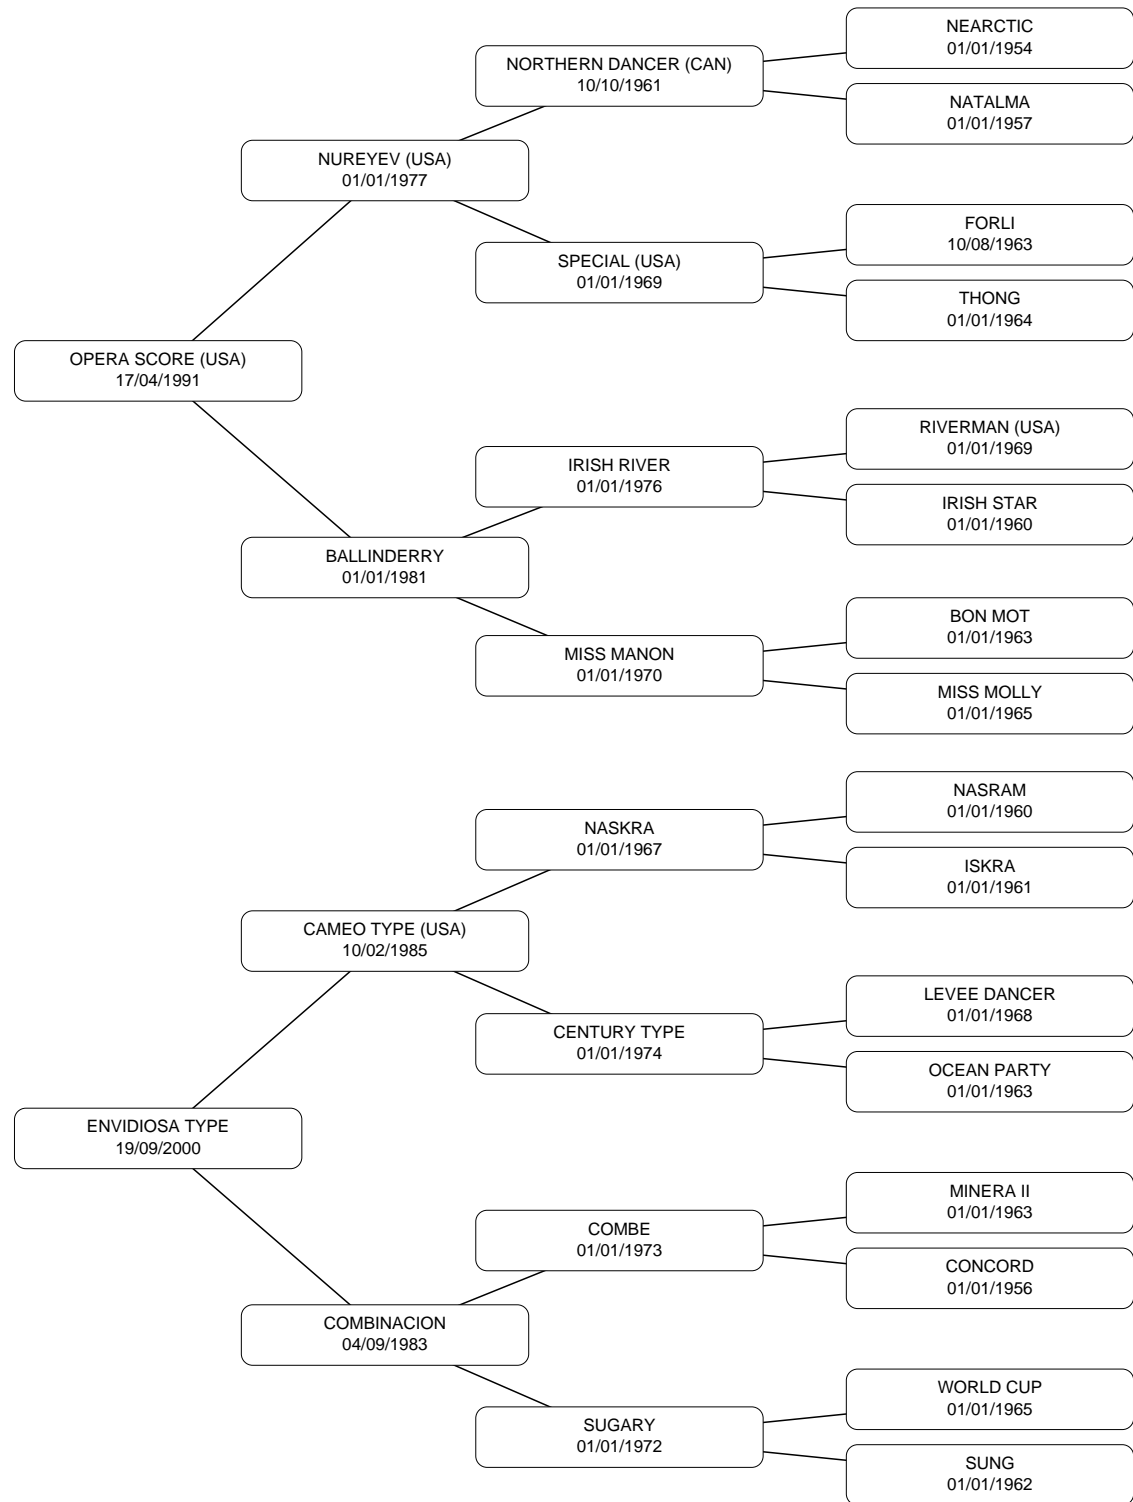 NEARCTIC
01/01/1954
NORTHERN DANCER (CAN)
10/10/1961
NATALMA
01/01/1957
NUREYEV (USA)
01/01/1977
FORLI
10/08/1963
SPECIAL (USA)
01/01/1969
THONG
01/01/1964
OPERA SCORE (USA)
17/04/1991
RIVERMAN (USA)
01/01/1969
IRISH RIVER
01/01/1976
IRISH STAR
01/01/1960
BALLINDERRY
01/01/1981
BON MOT
01/01/1963
MISS MANON
01/01/1970
MISS MOLLY
01/01/1965
NASRAM
01/01/1960
NASKRA
01/01/1967
ISKRA
01/01/1961
CAMEO TYPE (USA)
10/02/1985
LEVEE DANCER
01/01/1968
CENTURY TYPE
01/01/1974
OCEAN PARTY
01/01/1963
ENVIDIOSA TYPE
19/09/2000
MINERA II
01/01/1963
COMBE
01/01/1973
CONCORD
01/01/1956
COMBINACION
04/09/1983
WORLD CUP
01/01/1965
SUGARY
01/01/1972
SUNG
01/01/1962